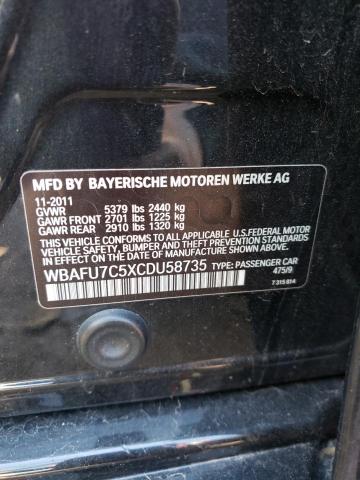 MFD BY BAYERISCHE MOTOREN WERKE AG
11-2011
GVWR 5379 lbs 2440 kg
GAWR FRONT 2701 lbs 1225 kg
GAWR REAR 2910 lbs 1320 kg
THIS VEHICLE CONFORMS TO ALL APPLICABLE U.S.FEDERAL MOTOR
VEHICLE SAFETY, BUMPER AND THEFT PREVENTION STANDARDS
IN EFFECT ON THE DATE OF MANUFACTURE SHOWN ABOVE.
WBAFU7C5XCDU58735 TYPE: PASSENGER CAR
475/9
7 315 814